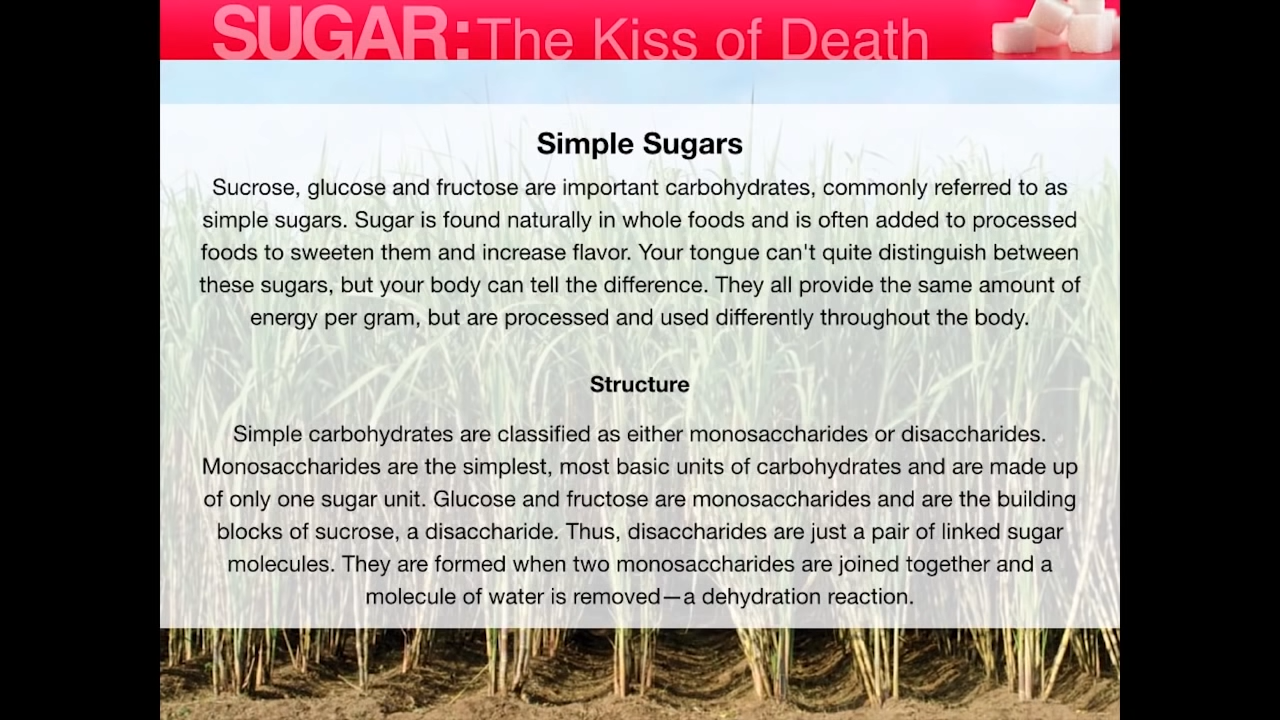 SUGAR: The Kiss of Death
Simple Sugars
Sucrose, glucose and fructose are important carbohydrates, commonly referred to as
simple sugars. Sugar is found naturally in whole foods and is often added to processed
foods to sweeten them and increase flavor. Your tongue can't quite distinguish between
these sugars, but your body can tell the difference. They all provide the same amount of
energy per gram, but are processed and used differently throughout the body.
Structure
Simple carbohydrates are classified as either monosaccharides or disaccharides.
Monosaccharides are the simplest, most basic units of carbohydrates and are made up
of only one sugar unit. Glucose and fructose are monosaccharides and are the building
blocks of sucrose, a disaccharide. Thus, disaccharides are just a pair of linked sugar
molecules. They are formed when two monosaccharides are joined together and a
molecule of water is removed—a dehydration reaction.